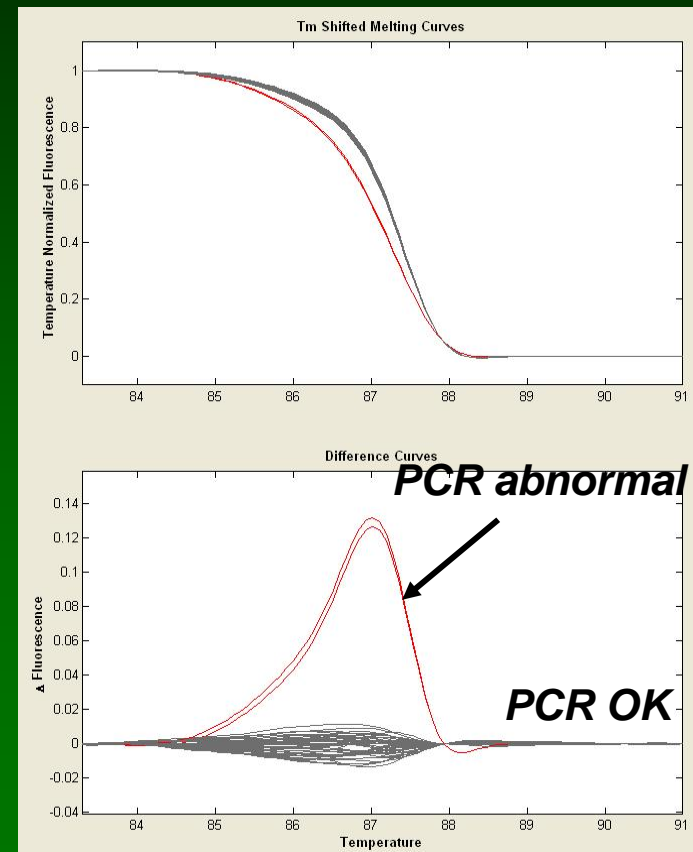 Tm Shifted Melting Curves
Temperature Normalized Fluorescence
1
0.8
0.6
0.4
0.2
0
84 85 86 87 88 89 90 91
Difference Curves
PCR abnormal
Δ Fluorescence
0.14
0.12
0.1
0.08
0.06
0.04
PCR OK
0.02
0
-0.02
-0.04
84 85 86 87 88 89 90 91
Temperature